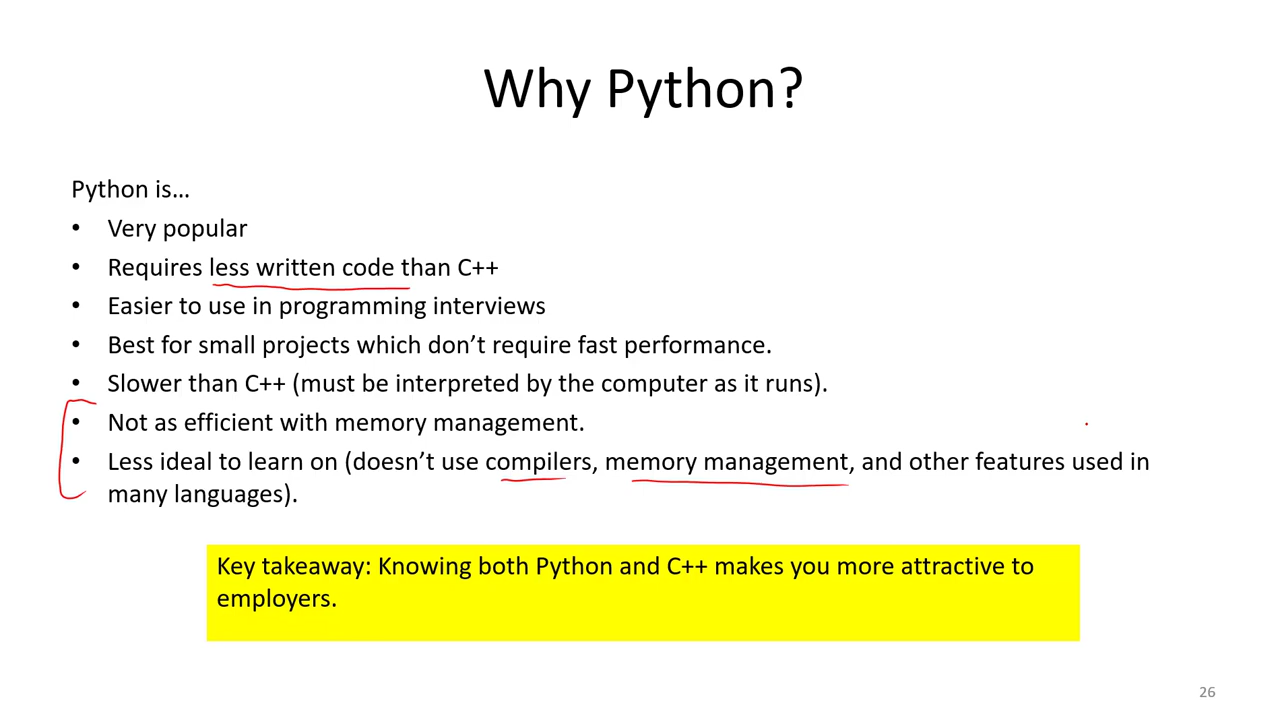 Why Python?
Python is…
• Very popular
• Requires less written code than C++
• Easier to use in programming interviews
• Best for small projects which don’t require fast performance.
• Slower than C++ (must be interpreted by the computer as it runs).
• Not as efficient with memory management.
• Less ideal to learn on (doesn’t use compilers, memory management, and other features used in
many languages).
Key takeaway: Knowing both Python and C++ makes you more attractive to
employers.
26